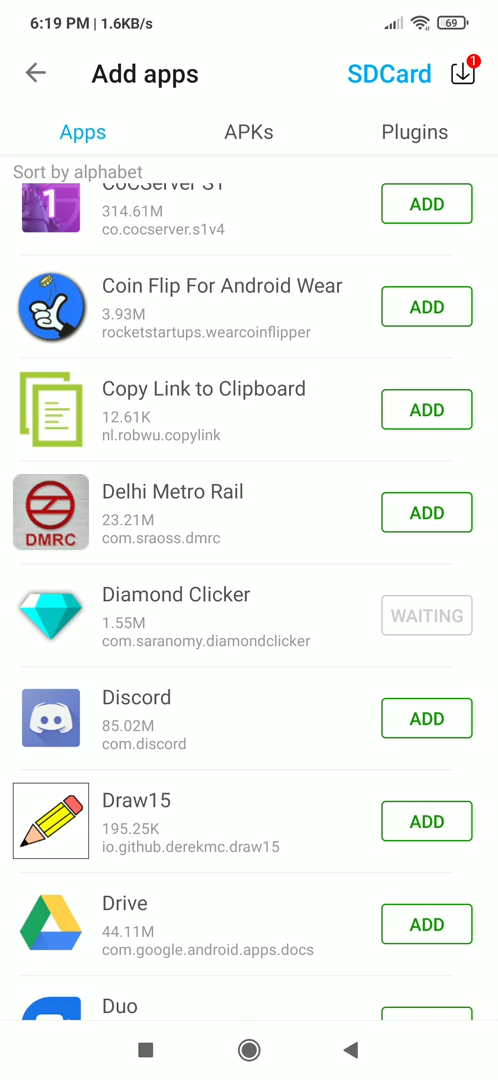 6:19 PM | 1.6KB/s
69
Add apps
SDCard
1
Apps
APKs
Plugins
Sort by alphabet
CoCServer S1
1
314.61M
co.cocserver.s1v4
ADD
Coin Flip For Android Wear
3.93M
rocketstartups.wearcoinflipper
ADD
Copy Link to Clipboard
12.61K
nl.robwu.copylink
ADD
DMRC
Delhi Metro Rail
23.21M
com.sraoss.dmrc
ADD
Diamond Clicker
1.55M
com.saranomy.diamondclicker
WAITING
Discord
85.02M
com.discord
ADD
Draw15
195.25K
io.github.derekmc.draw15
ADD
Drive
44.11M
com.google.android.apps.docs
ADD
Duo